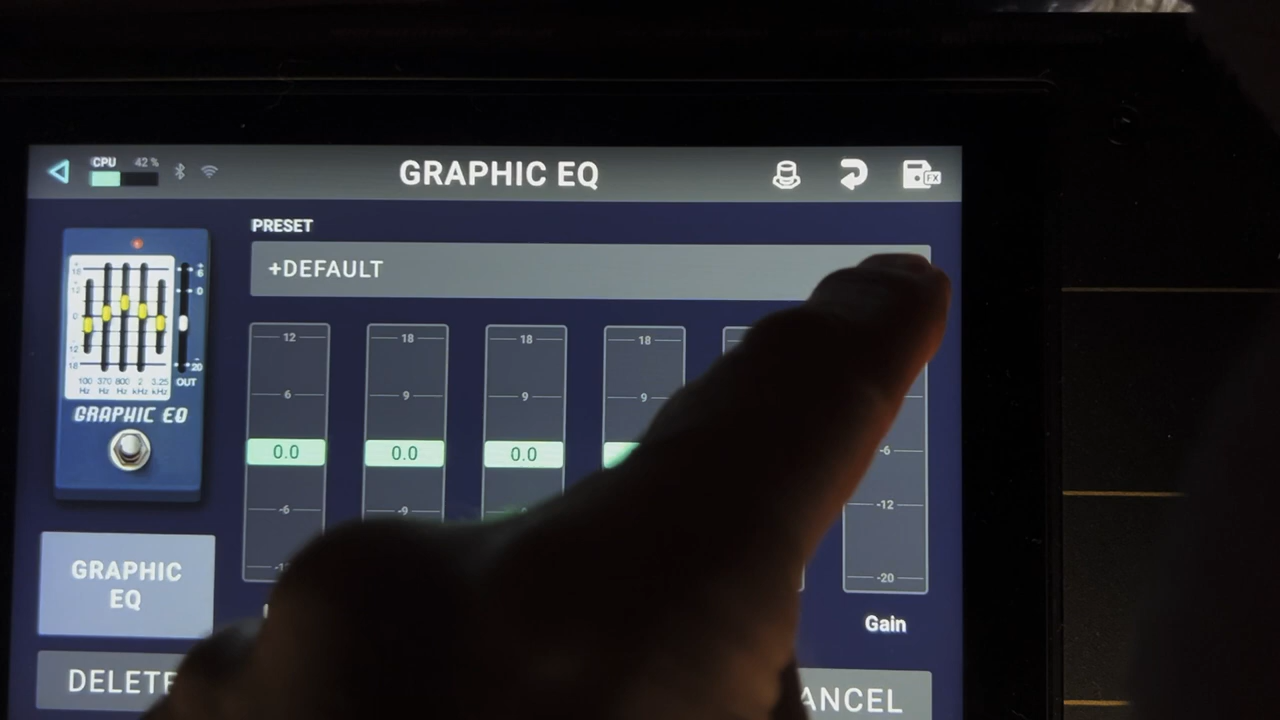 CPU 42 % GRAPHIC EQ FX
PRESET
+DEFAULT
12 18 18 18
6 9 9 9
0.0 0.0 0.0
-6 -9 -6
-12
-20
Gain
100 370 800 2 3.25
Hz Hz Hz kHz kHz
OUT
GRAPHIC EQ
GRAPHIC
EQ